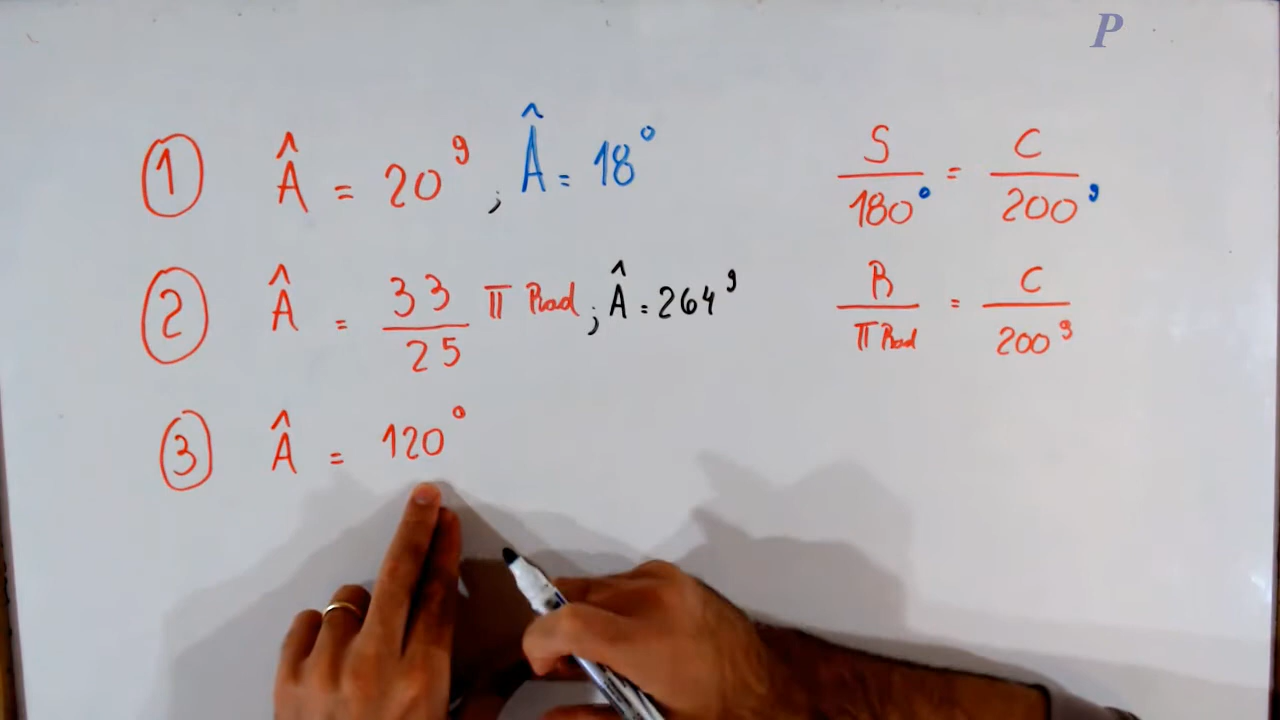 P
① Â = 20^g ; Â = 18°
② Â = 33/25 π Rad ; Â = 264^g
③ Â = 120°
S/180° = C/200^g
R/π Rad = C/200^g